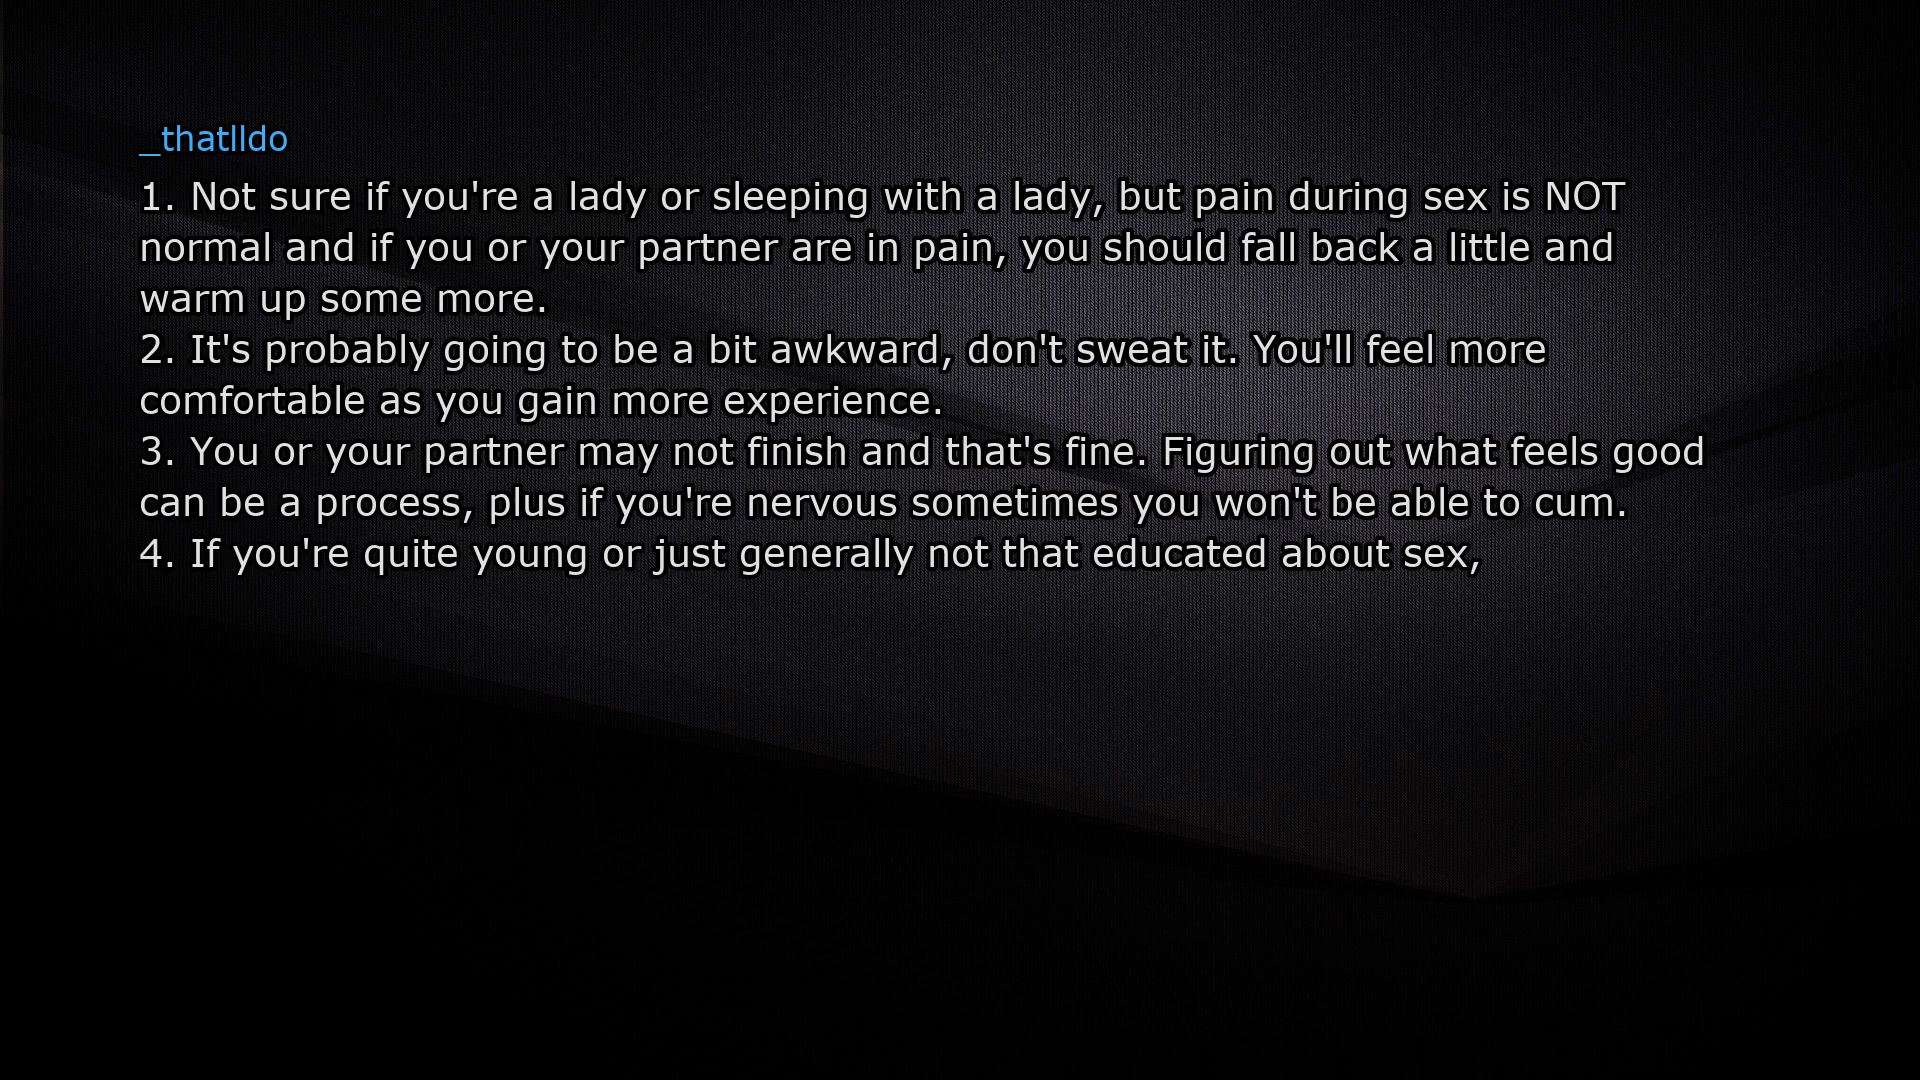 _thatlldo
1. Not sure if you're a lady or sleeping with a lady, but pain during sex is NOT
normal and if you or your partner are in pain, you should fall back a little and
warm up some more.
2. It's probably going to be a bit awkward, don't sweat it. You'll feel more
comfortable as you gain more experience.
3. You or your partner may not finish and that's fine. Figuring out what feels good
can be a process, plus if you're nervous sometimes you won't be able to cum.
4. If you're quite young or just generally not that educated about sex,